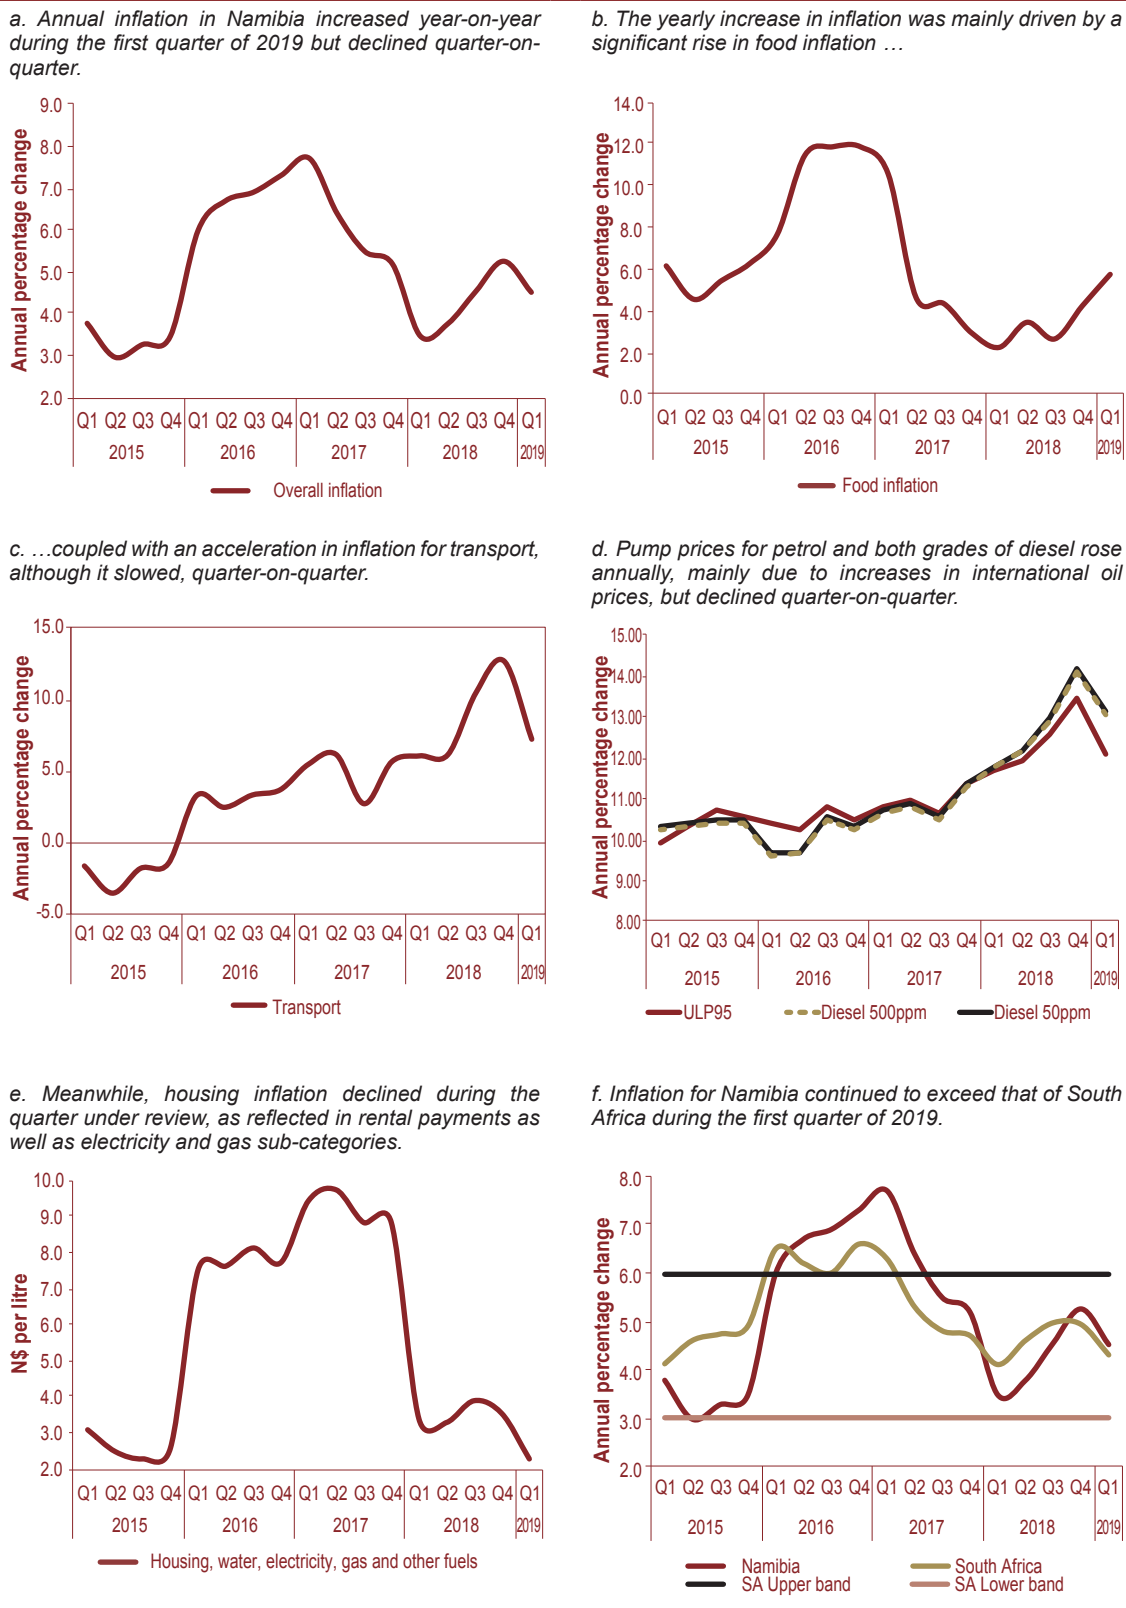 a. Annual inflation in Namibia increased year-on-year
during the first quarter of 2019 but declined quarter-on-
quarter.
9.0
8.0
7.0
6.0
5.0
4.0
3.0
2.0
Annual percentage change
Q1 Q2 Q3 Q4 Q1 Q2 Q3 Q4 Q1 Q2 Q3 Q4 Q1 Q2 Q3 Q4 Q1
2015 2016 2017 2018 2019
Overall inflation
b. The yearly increase in inflation was mainly driven by a
significant rise in food inflation …
14.0
12.0
10.0
8.0
6.0
4.0
2.0
0.0
Annual percentage change
Q1 Q2 Q3 Q4 Q1 Q2 Q3 Q4 Q1 Q2 Q3 Q4 Q1 Q2 Q3 Q4 Q1
2015 2016 2017 2018 2019
Food inflation
c. …coupled with an acceleration in inflation for transport,
although it slowed, quarter-on-quarter.
15.0
10.0
5.0
0.0
-5.0
Annual percentage change
Q1 Q2 Q3 Q4 Q1 Q2 Q3 Q4 Q1 Q2 Q3 Q4 Q1 Q2 Q3 Q4 Q1
2015 2016 2017 2018 2019
Transport
d. Pump prices for petrol and both grades of diesel rose
annually, mainly due to increases in international oil
prices, but declined quarter-on-quarter.
15.00
14.00
13.00
12.00
11.00
10.00
9.00
8.00
Annual percentage change
Q1 Q2 Q3 Q4 Q1 Q2 Q3 Q4 Q1 Q2 Q3 Q4 Q1 Q2 Q3 Q4 Q1
2015 2016 2017 2018 2019
ULP95 Diesel 500ppm Diesel 50ppm
e. Meanwhile, housing inflation declined during the
quarter under review, as reflected in rental payments as
well as electricity and gas sub-categories.
10.0
9.0
8.0
7.0
6.0
5.0
4.0
3.0
2.0
N$ per litre
Q1 Q2 Q3 Q4 Q1 Q2 Q3 Q4 Q1 Q2 Q3 Q4 Q1 Q2 Q3 Q4 Q1
2015 2016 2017 2018 2019
Housing, water, electricity, gas and other fuels
f. Inflation for Namibia continued to exceed that of South
Africa during the first quarter of 2019.
8.0
7.0
6.0
5.0
4.0
3.0
2.0
Annual percentage change
Q1 Q2 Q3 Q4 Q1 Q2 Q3 Q4 Q1 Q2 Q3 Q4 Q1 Q2 Q3 Q4 Q1
2015 2016 2017 2018 2019
Namibia South Africa
SA Upper band SA Lower band